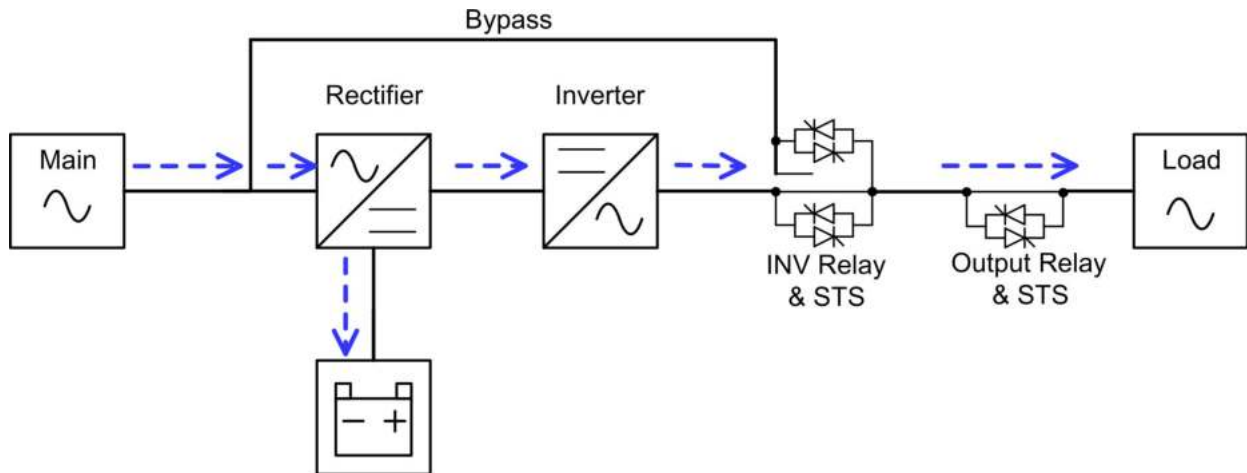 Bypass
Rectifier
Inverter
Main
Load
INV Relay
& STS
Output Relay
& STS